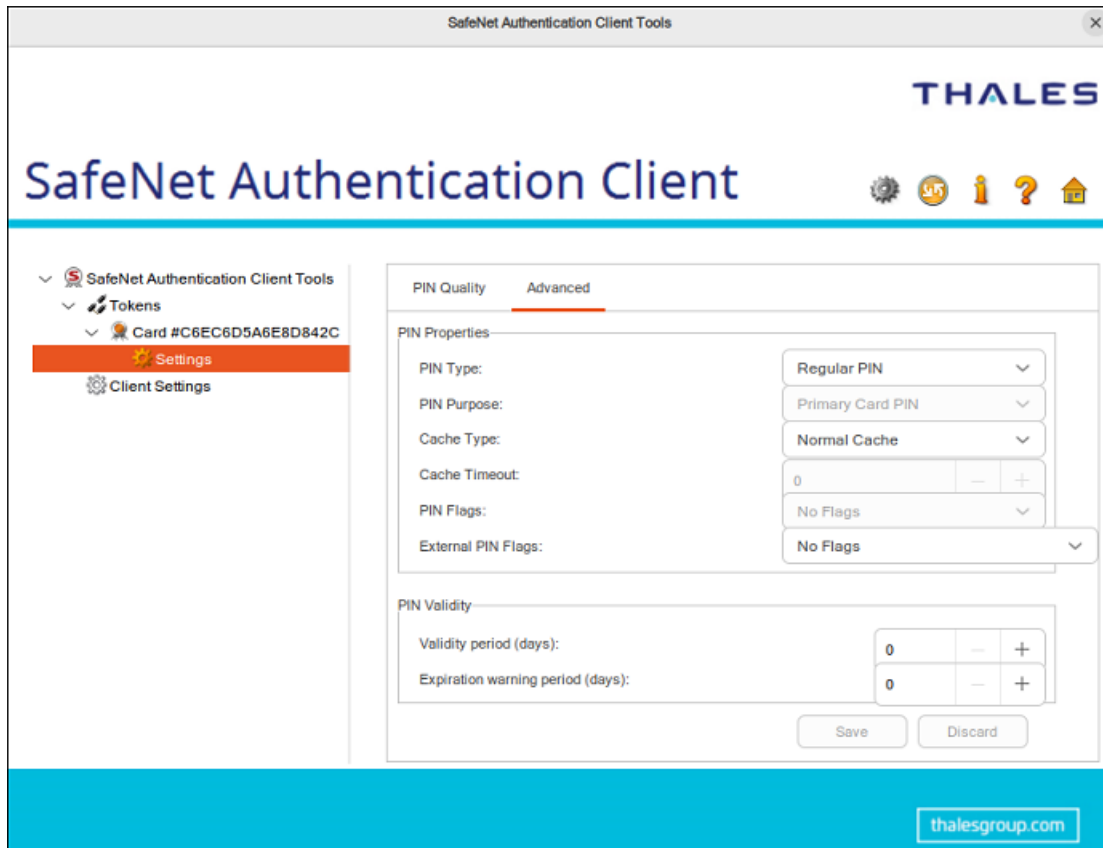 SafeNet Authentication Client Tools
THALES
SafeNet Authentication Client
SafeNet Authentication Client Tools
Tokens
Card #C6EC6D5A6E8D842C
Settings
Client Settings
PIN Quality Advanced
PIN Properties
PIN Type: Regular PIN
PIN Purpose: Primary Card PIN
Cache Type: Normal Cache
Cache Timeout: 0
PIN Flags: No Flags
External PIN Flags: No Flags
PIN Validity
Validity period (days): 0
Expiration warning period (days): 0
Save Discard
thalesgroup.com